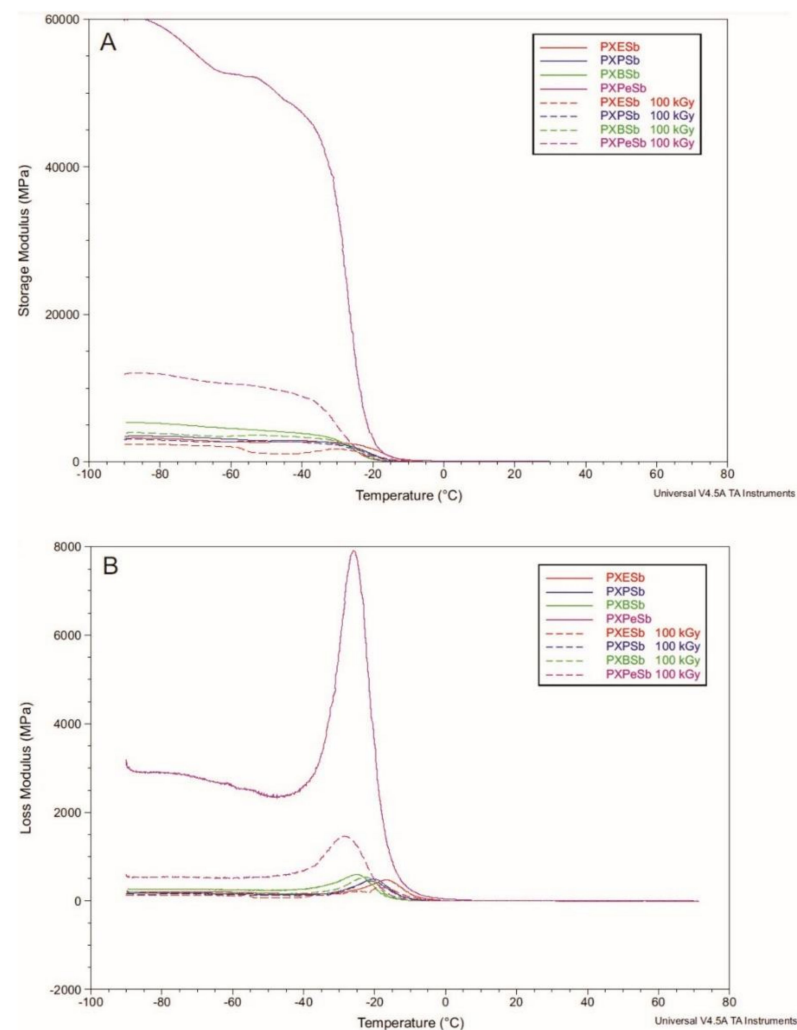 A
60000
40000
20000
0
Storage Modulus (MPa)
PXESb
PXPSb
PXBSb
PXPeSb
PXESb 100 kGy
PXPSb 100 kGy
PXBSb 100 kGy
PXPeSb 100 kGy
-100 -80 -60 -40 -20 0 20 40 60 80
Temperature (°C)
Universal V4.5A TA Instruments
B
8000
6000
4000
2000
0
-2000
Loss Modulus (MPa)
PXESb
PXPSb
PXBSb
PXPeSb
PXESb 100 kGy
PXPSb 100 kGy
PXBSb 100 kGy
PXPeSb 100 kGy
-100 -80 -60 -40 -20 0 20 40 60 80
Temperature (°C)
Universal V4.5A TA Instruments